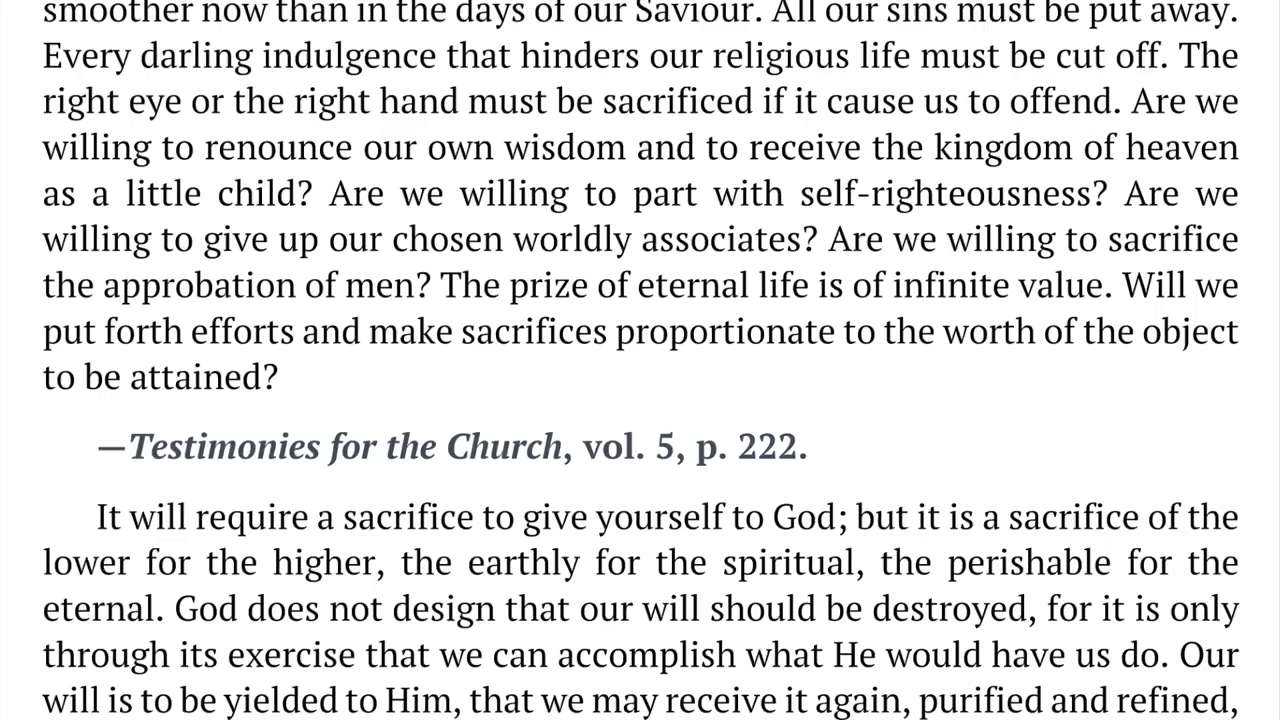 smoother now than in the days of our Saviour. All our sins must be put away.
Every darling indulgence that hinders our religious life must be cut off. The
right eye or the right hand must be sacrificed if it cause us to offend. Are we
willing to renounce our own wisdom and to receive the kingdom of heaven
as a little child? Are we willing to part with self-righteousness? Are we
willing to give up our chosen worldly associates? Are we willing to sacrifice
the approbation of men? The prize of eternal life is of infinite value. Will we
put forth efforts and make sacrifices proportionate to the worth of the object
to be attained?
—Testimonies for the Church, vol. 5, p. 222.
It will require a sacrifice to give yourself to God; but it is a sacrifice of the
lower for the higher, the earthly for the spiritual, the perishable for the
eternal. God does not design that our will should be destroyed, for it is only
through its exercise that we can accomplish what He would have us do. Our
will is to be yielded to Him, that we may receive it again, purified and refined,